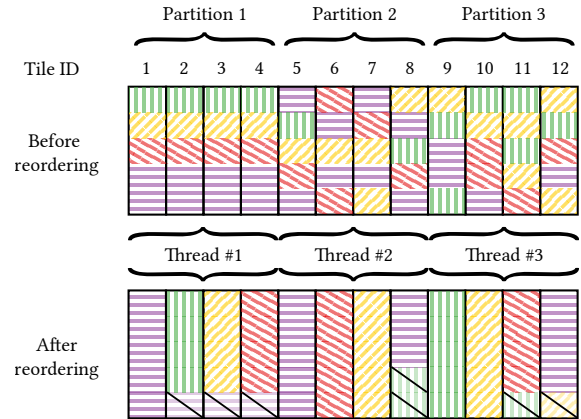 Partition 1 Partition 2 Partition 3
Tile ID 1 2 3 4 5 6 7 8 9 10 11 12
Before
reordering
Thread #1 Thread #2 Thread #3
After
reordering